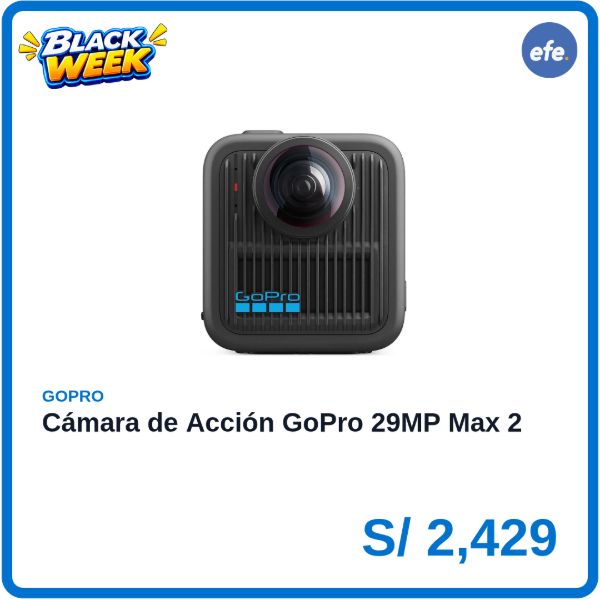 BLACK
WEEK
efe.
GoPro
GOPRO
Cámara de Acción GoPro 29MP Max 2
S/ 2,429